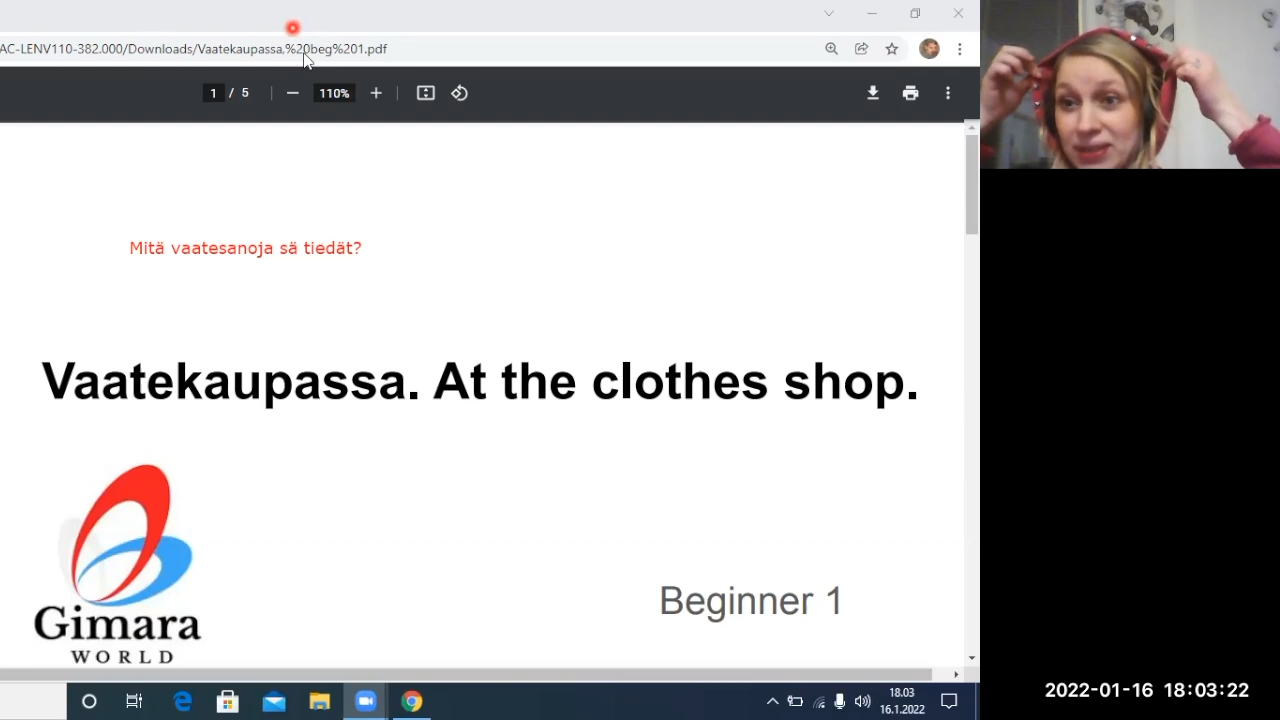 AC-LENV110-382.000/Downloads/Vaatekaupassa,%20beg%201.pdf
1 / 5 110%
Mitä vaatesanoja sä tiedät?
Vaatekaupassa. At the clothes shop.
Beginner 1
Gimara
WORLD
18.03
16.1.2022
2022-01-16 18:03:22